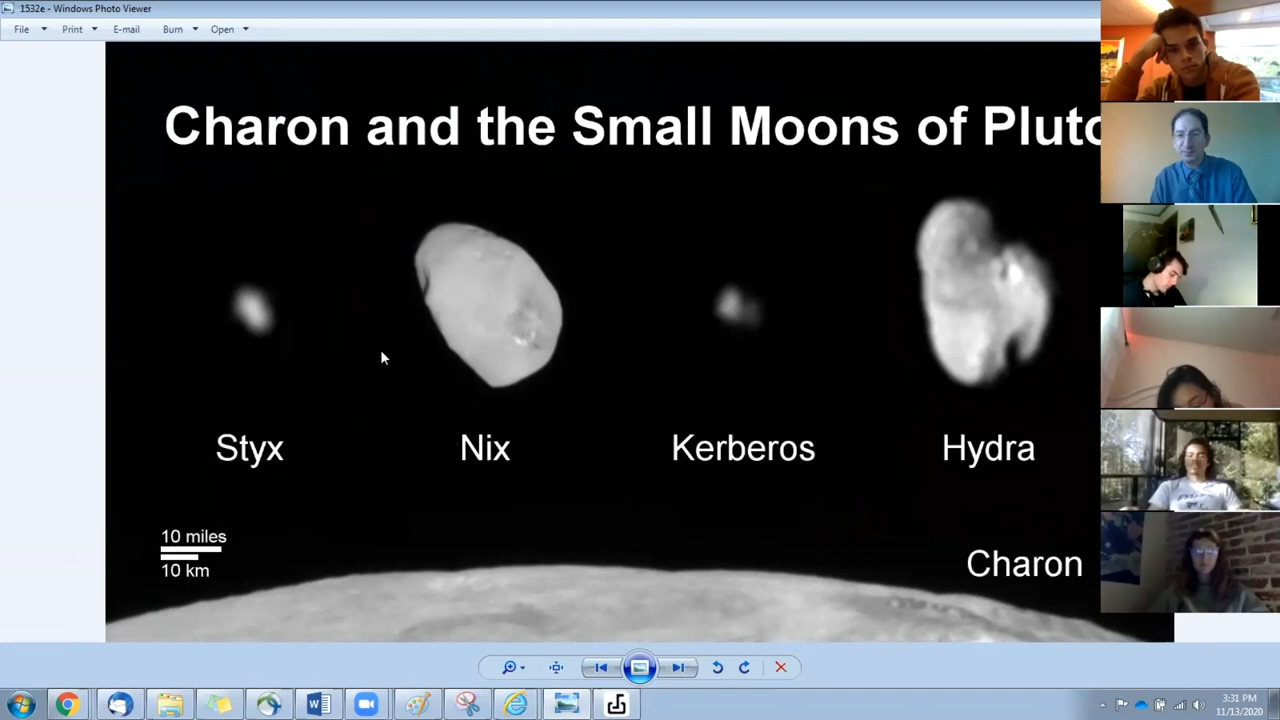 1532e - Windows Photo Viewer
File Print E-mail Burn Open
Charon and the Small Moons of Pluto
Styx Nix Kerberos Hydra
10 miles
10 km
Charon
3:31 PM
11/13/2020